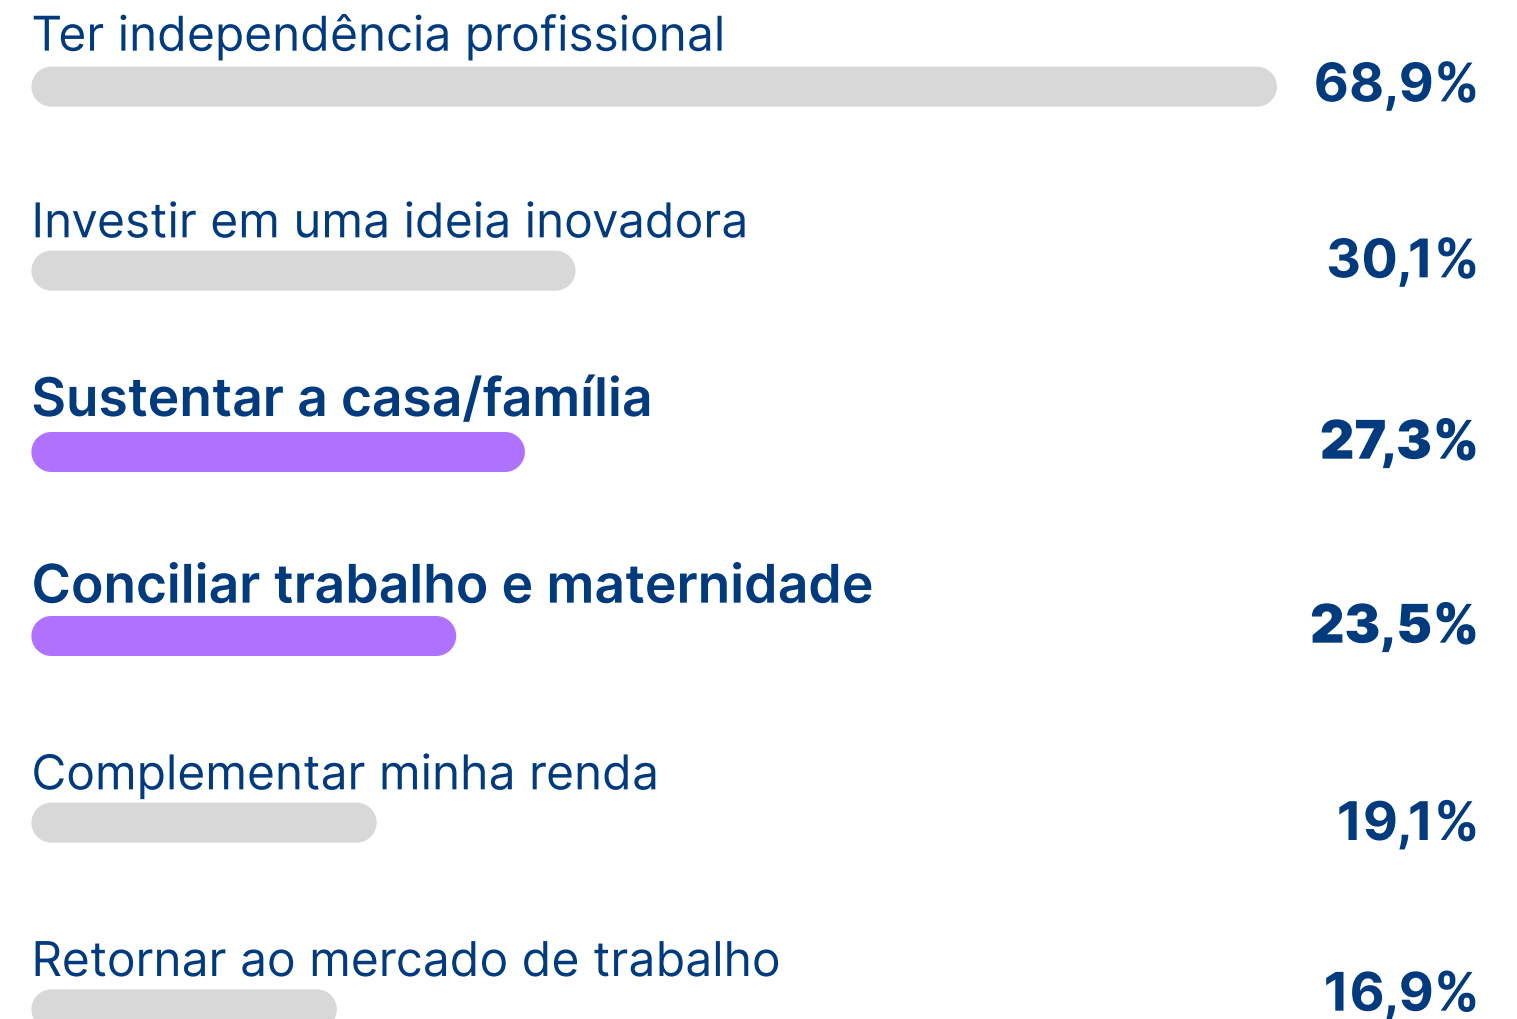 Ter independência profissional
68,9%
Investir em uma ideia inovadora
30,1%
Sustentar a casa/família
27,3%
Conciliar trabalho e maternidade
23,5%
Complementar minha renda
19,1%
Retornar ao mercado de trabalho
16,9%